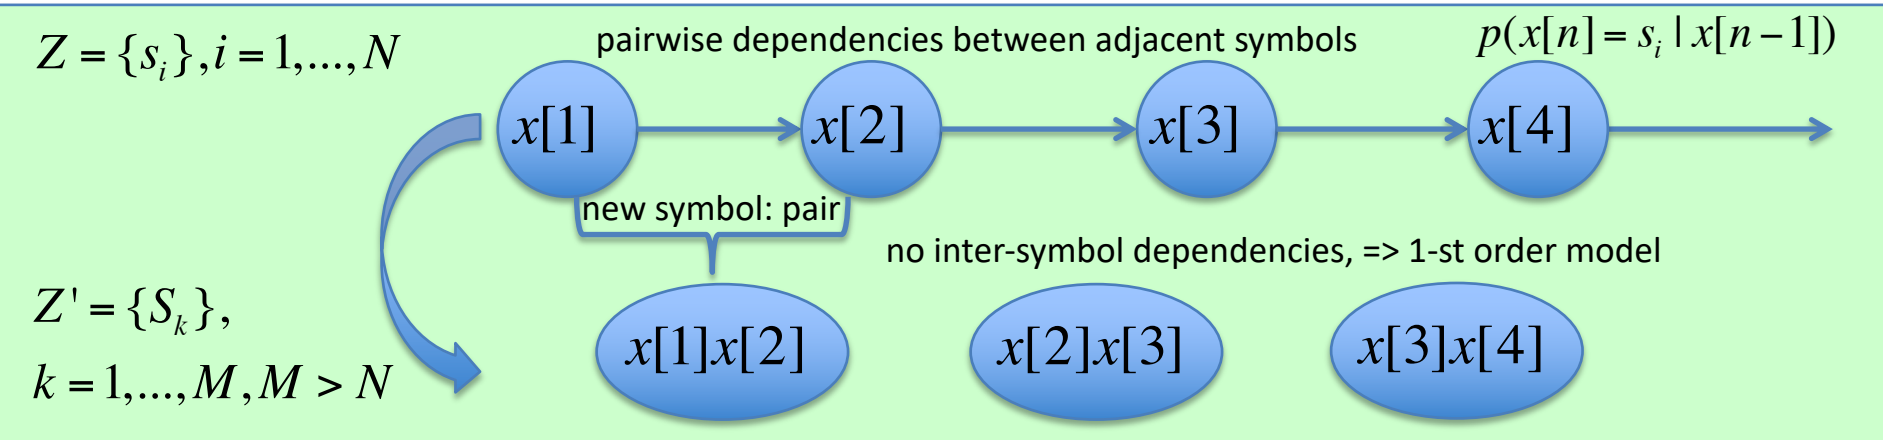 Z = {s_i}, i = 1,..., N
pairwise dependencies between adjacent symbols
p(x[n] = s_i | x[n−1])
x[1]
x[2]
x[3]
x[4]
new symbol: pair
no inter-symbol dependencies, => 1-st order model
Z' = {S_k},
k = 1,..., M, M > N
x[1]x[2]
x[2]x[3]
x[3]x[4]